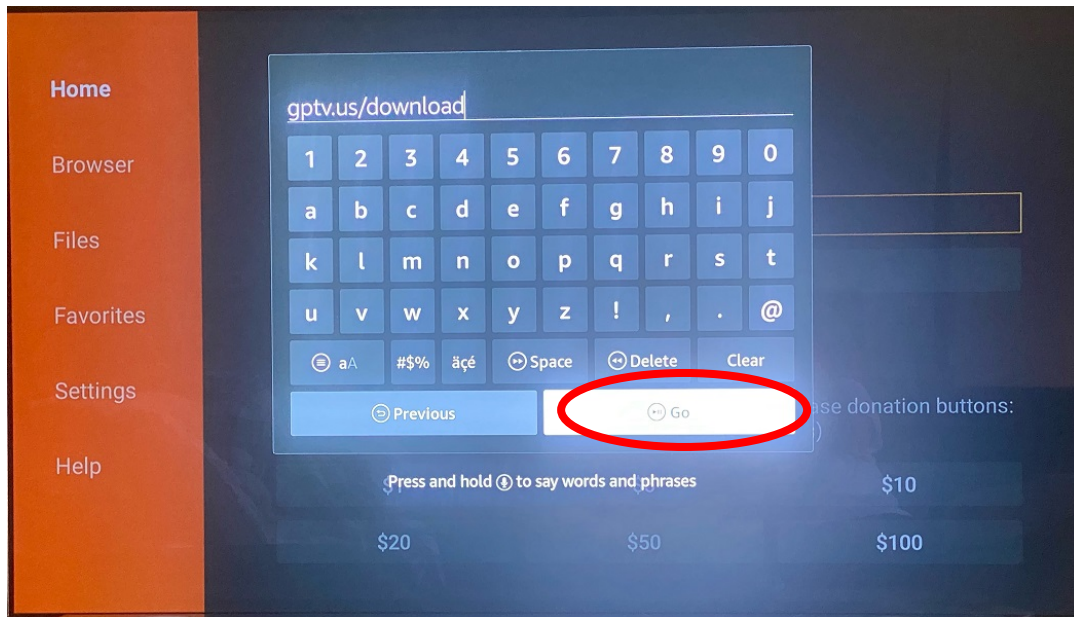 Home
Browser
Files
Favorites
Settings
Help
gptv.us/download
1 2 3 4 5 6 7 8 9 0
a b c d e f g h i j
k l m n o p q r s t
u v w x y z ! , . @
aA #$% äçé Space Delete Clear
Previous Go
ase donation buttons:
:)
Press and hold to say words and phrases
$10
$20 $50 $100